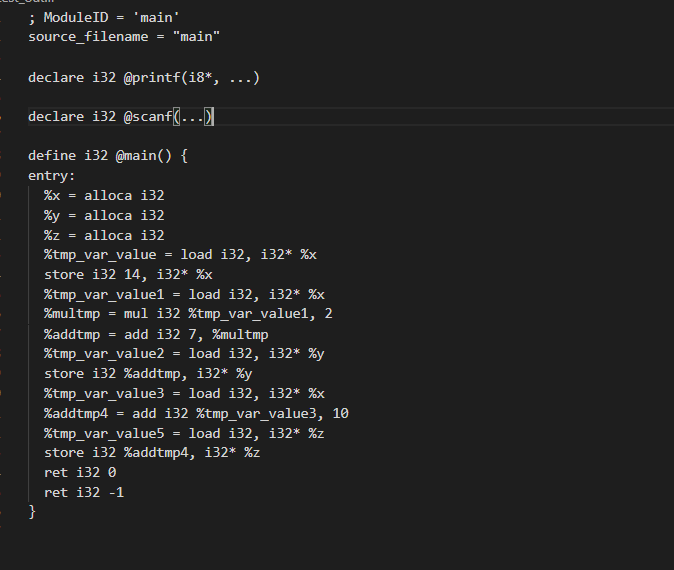 ; ModuleID = 'main'
source_filename = "main"
declare i32 @printf(i8*, ...)
declare i32 @scanf(...)
define i32 @main() {
entry:
%x = alloca i32
%y = alloca i32
%z = alloca i32
%tmp_var_value = load i32, i32* %x
store i32 14, i32* %x
%tmp_var_value1 = load i32, i32* %x
%multmp = mul i32 %tmp_var_value1, 2
%addtmp = add i32 7, %multmp
%tmp_var_value2 = load i32, i32* %y
store i32 %addtmp, i32* %y
%tmp_var_value3 = load i32, i32* %x
%addtmp4 = add i32 %tmp_var_value3, 10
%tmp_var_value5 = load i32, i32* %z
store i32 %addtmp4, i32* %z
ret i32 0
ret i32 -1
}